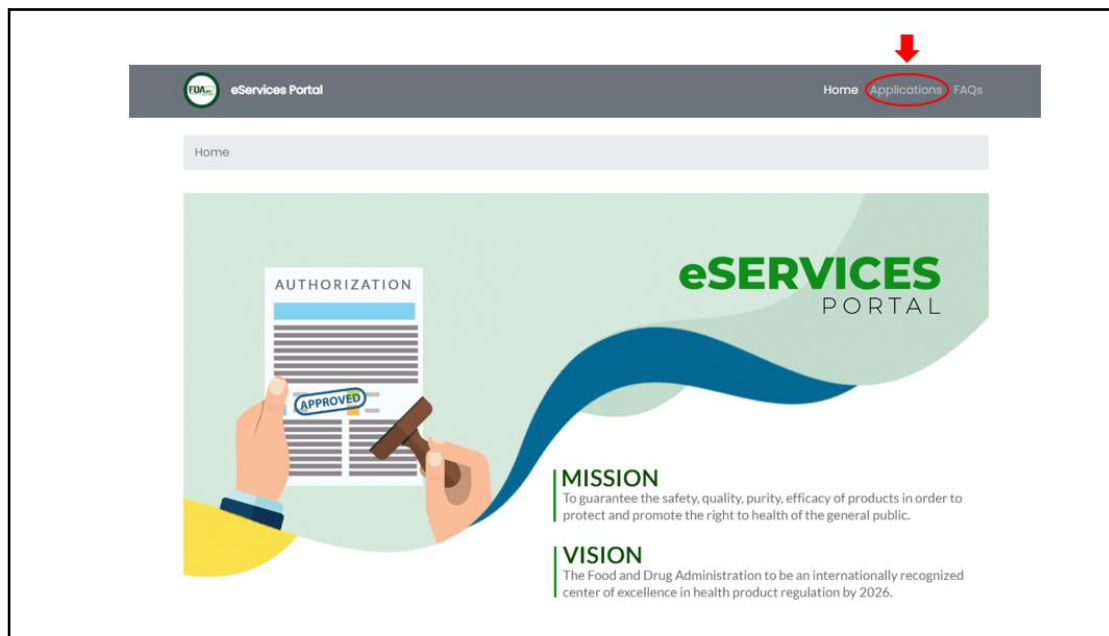 FDA
eServices Portal
Home Applications FAQs
Home
AUTHORIZATION
APPROVED
eSERVICES
PORTAL
MISSION
To guarantee the safety, quality, purity, efficacy of products in order to
protect and promote the right to health of the general public.
VISION
The Food and Drug Administration to be an internationally recognized
center of excellence in health product regulation by 2026.